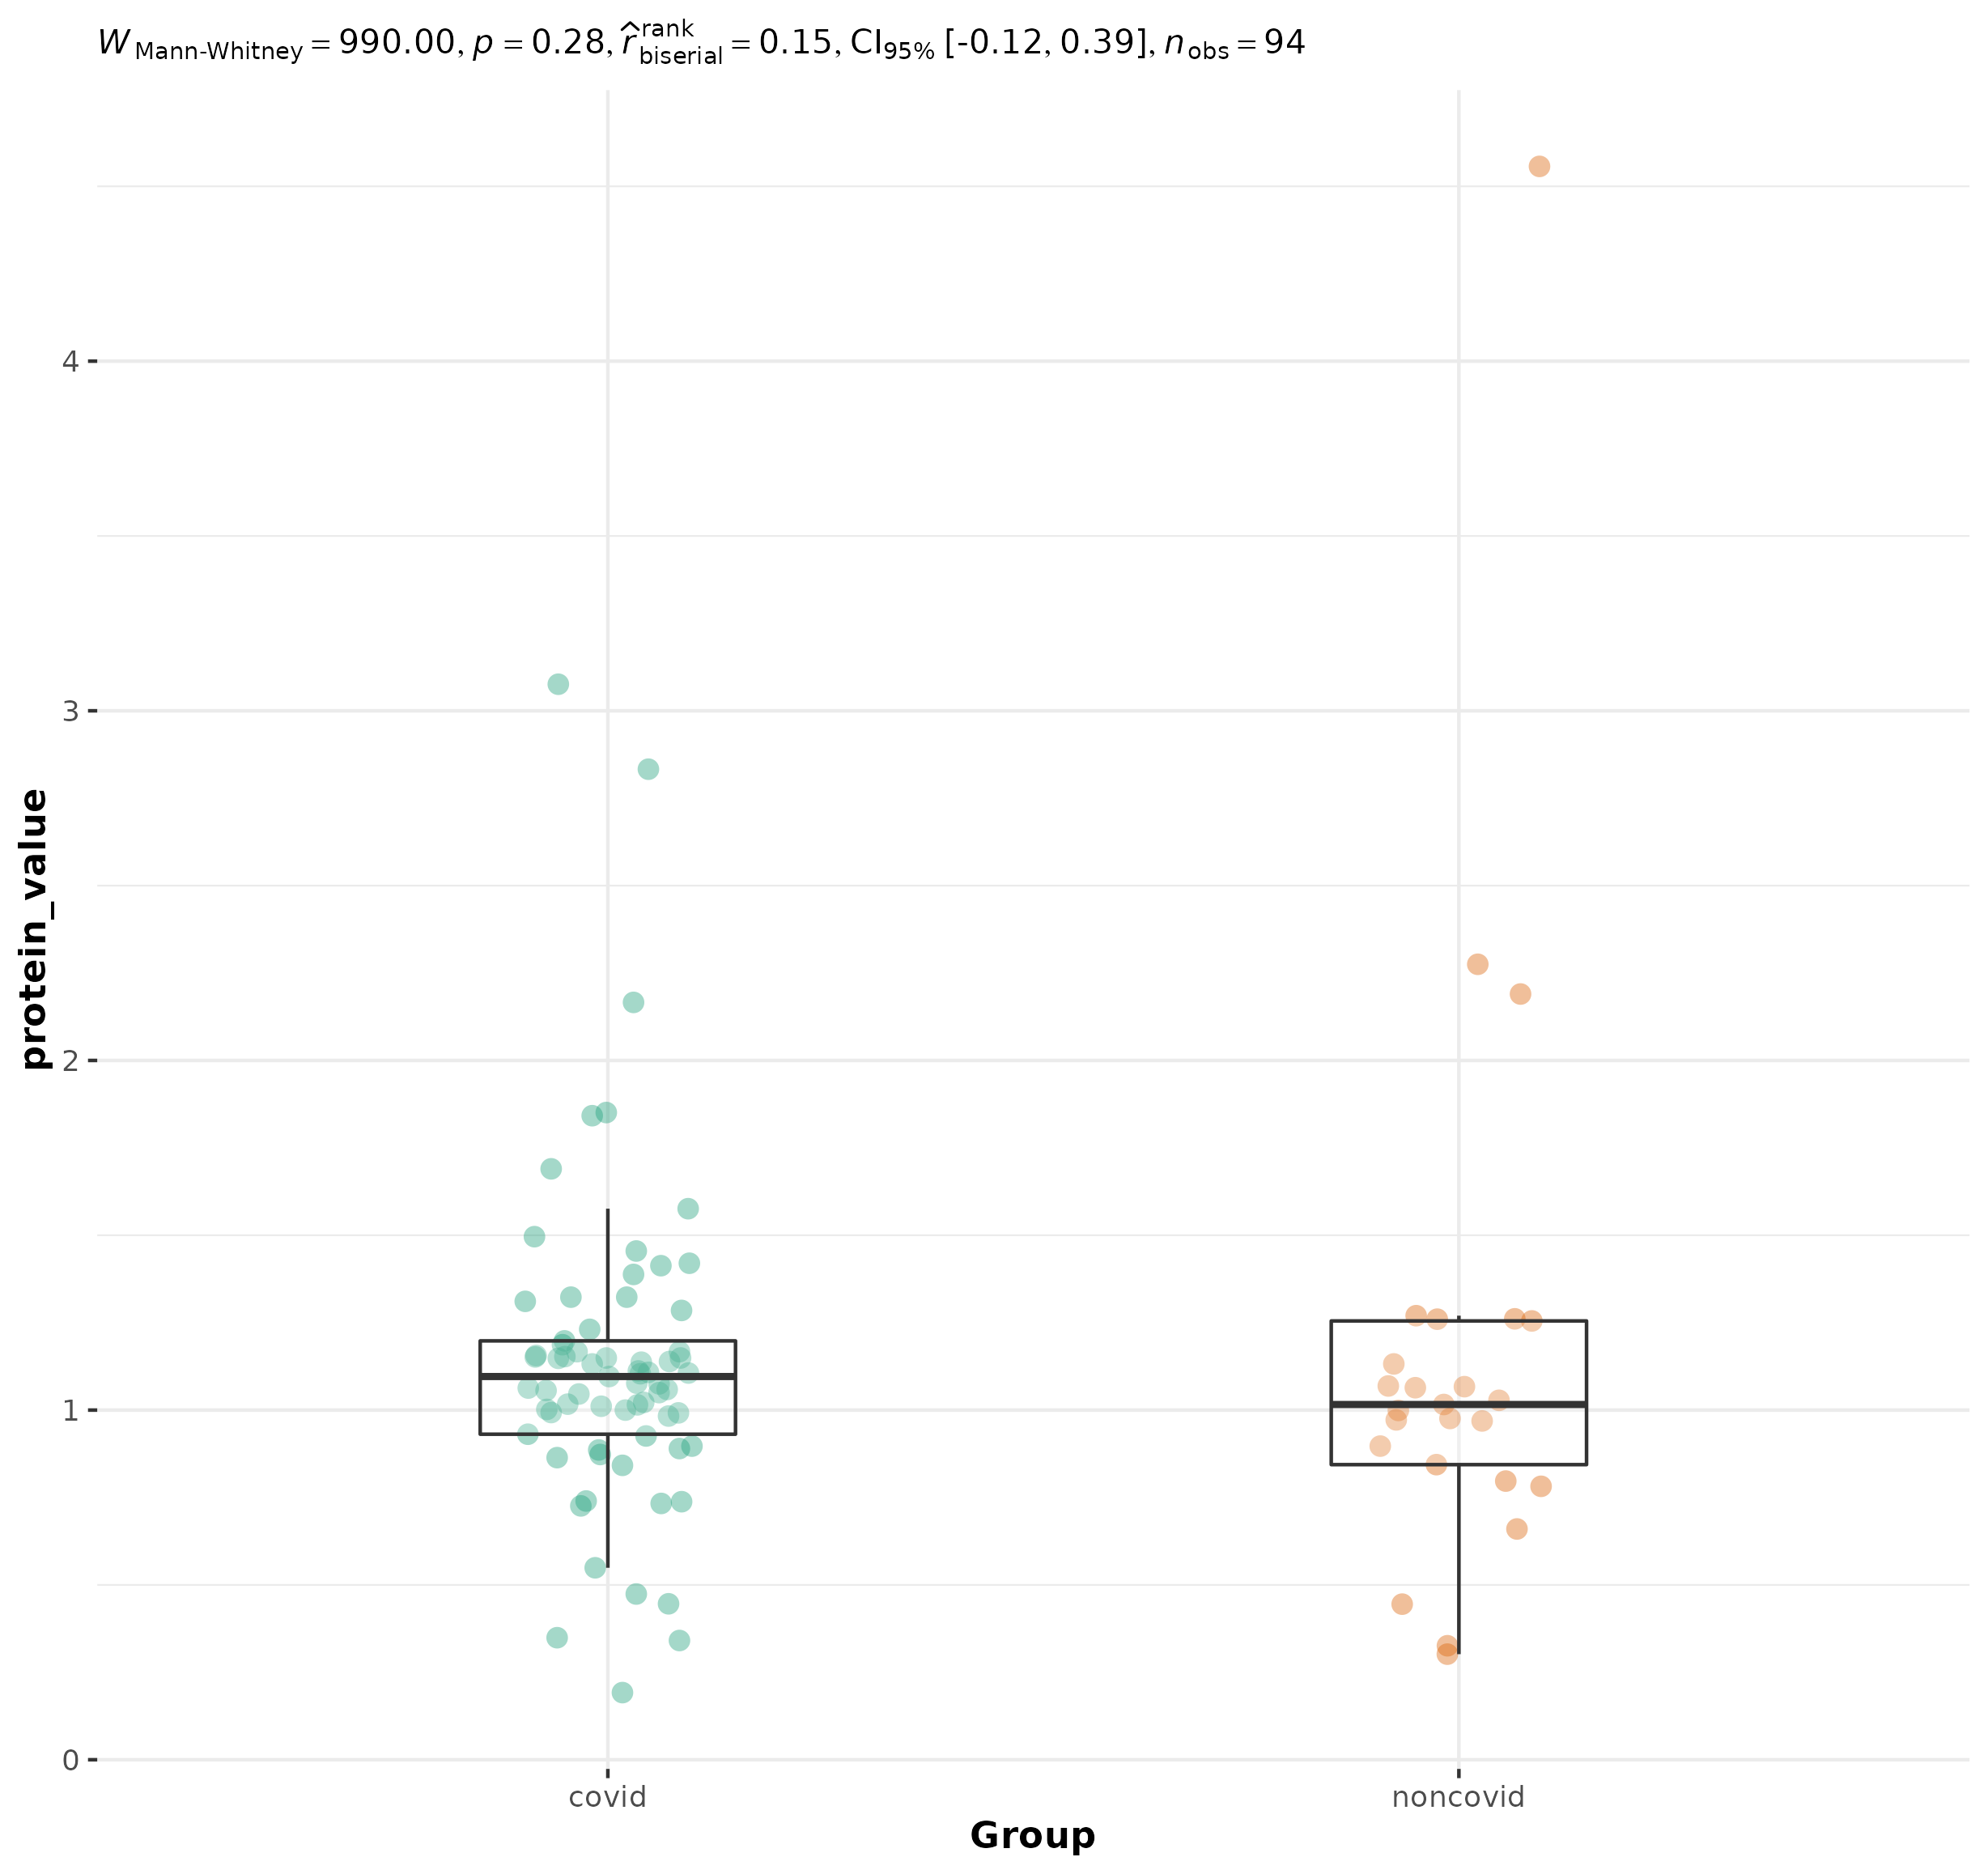 W Mann-Whitney = 990.00, p = 0.28, r̂ rank biserial = 0.15, CI95% [-0.12, 0.39], n obs = 94
protein_value
4
3
2
1
0
covid noncovid
Group